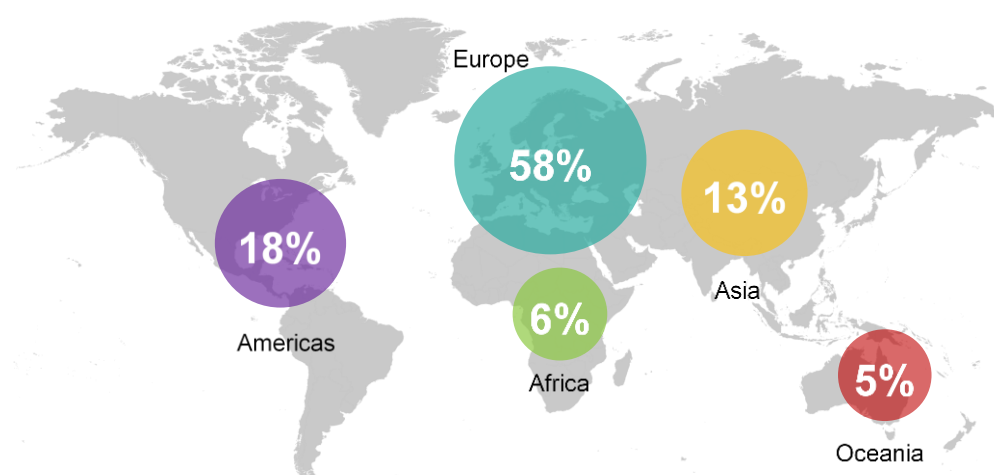 Europe
58%
13%
18%
Asia
6%
Americas
5%
Africa
Oceania